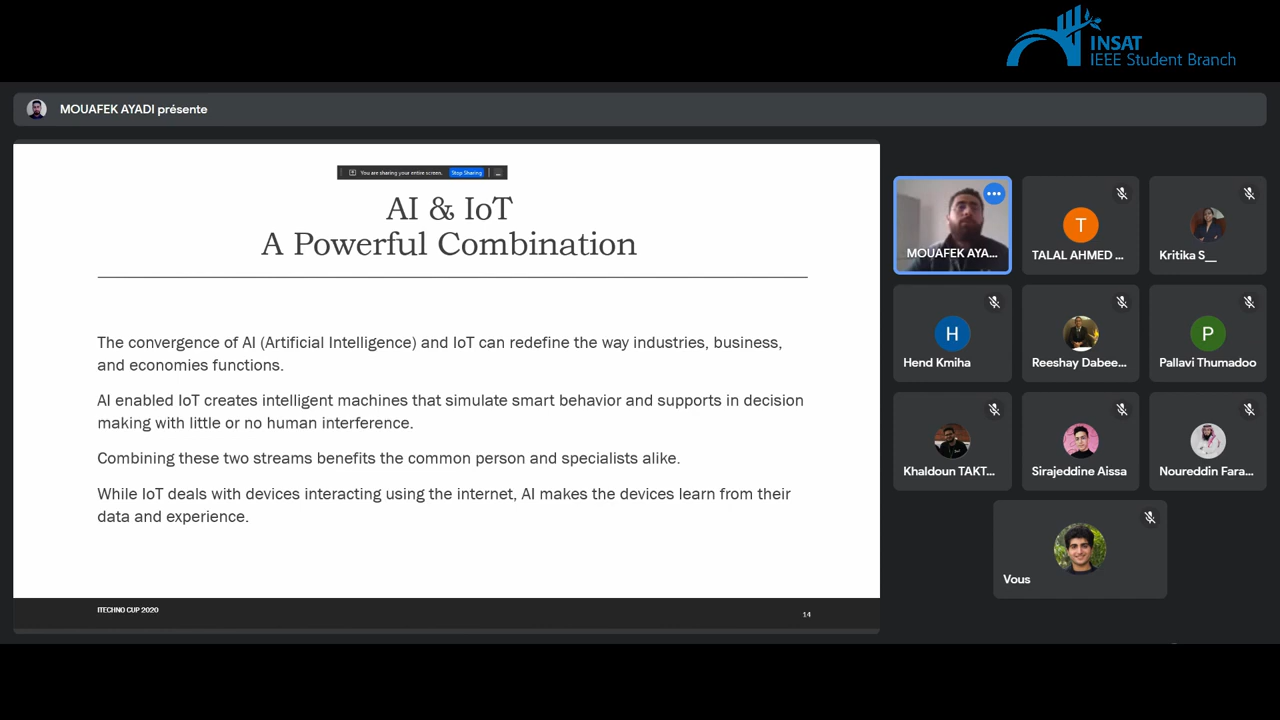 INSAT
IEEE Student Branch
MOUAFEK AYADI présente
You are sharing your entire screen. Stop Sharing
AI & IoT
A Powerful Combination
The convergence of AI (Artificial Intelligence) and IoT can redefine the way industries, business,
and economies functions.
AI enabled IoT creates intelligent machines that simulate smart behavior and supports in decision
making with little or no human interference.
Combining these two streams benefits the common person and specialists alike.
While IoT deals with devices interacting using the internet, AI makes the devices learn from their
data and experience.
ITECHNO CUP 2020
14
MOUAFEK AYA...
T
TALAL AHMED ...
Kritika S__
H
Hend Kmiha
Reeshay Dabee...
P
Pallavi Thumadoo
Khaldoun TAKT...
Sirajeddine Aissa
Noureddin Fara...
Vous